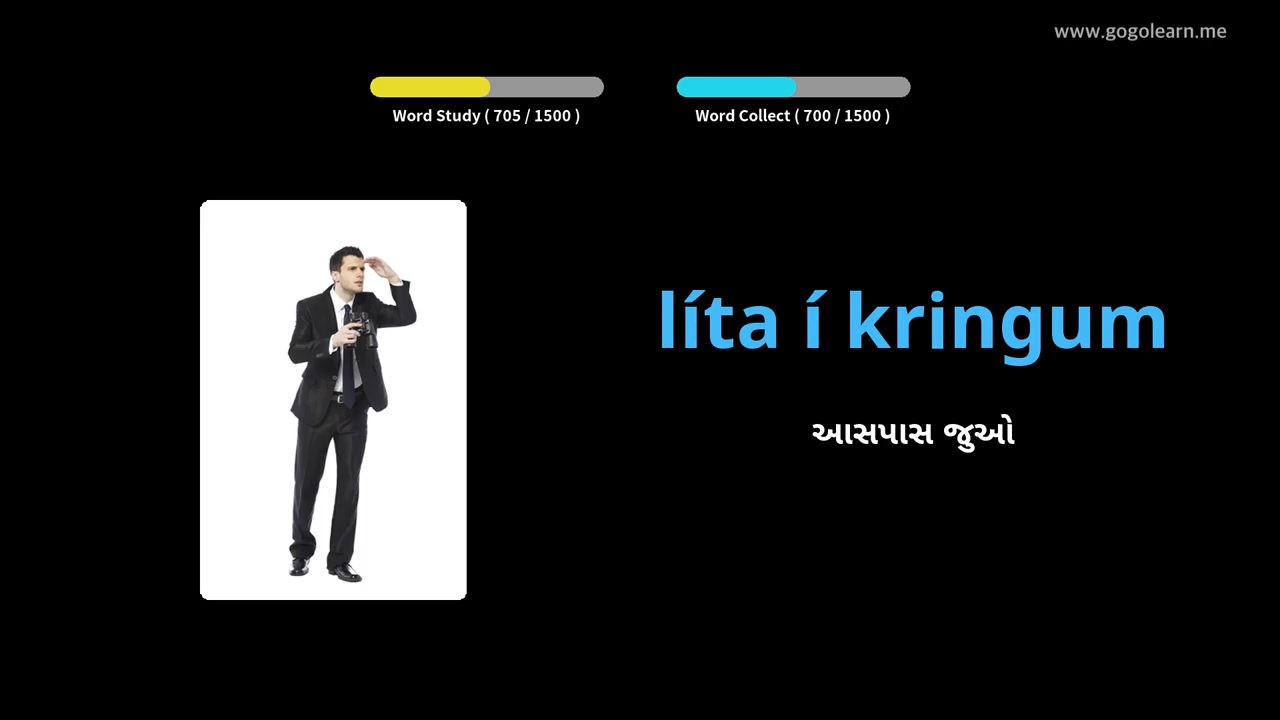 www.gogolearn.me
Word Study ( 705 / 1500 )
Word Collect ( 700 / 1500 )
líta í kringum
આસપાસ જુઓ